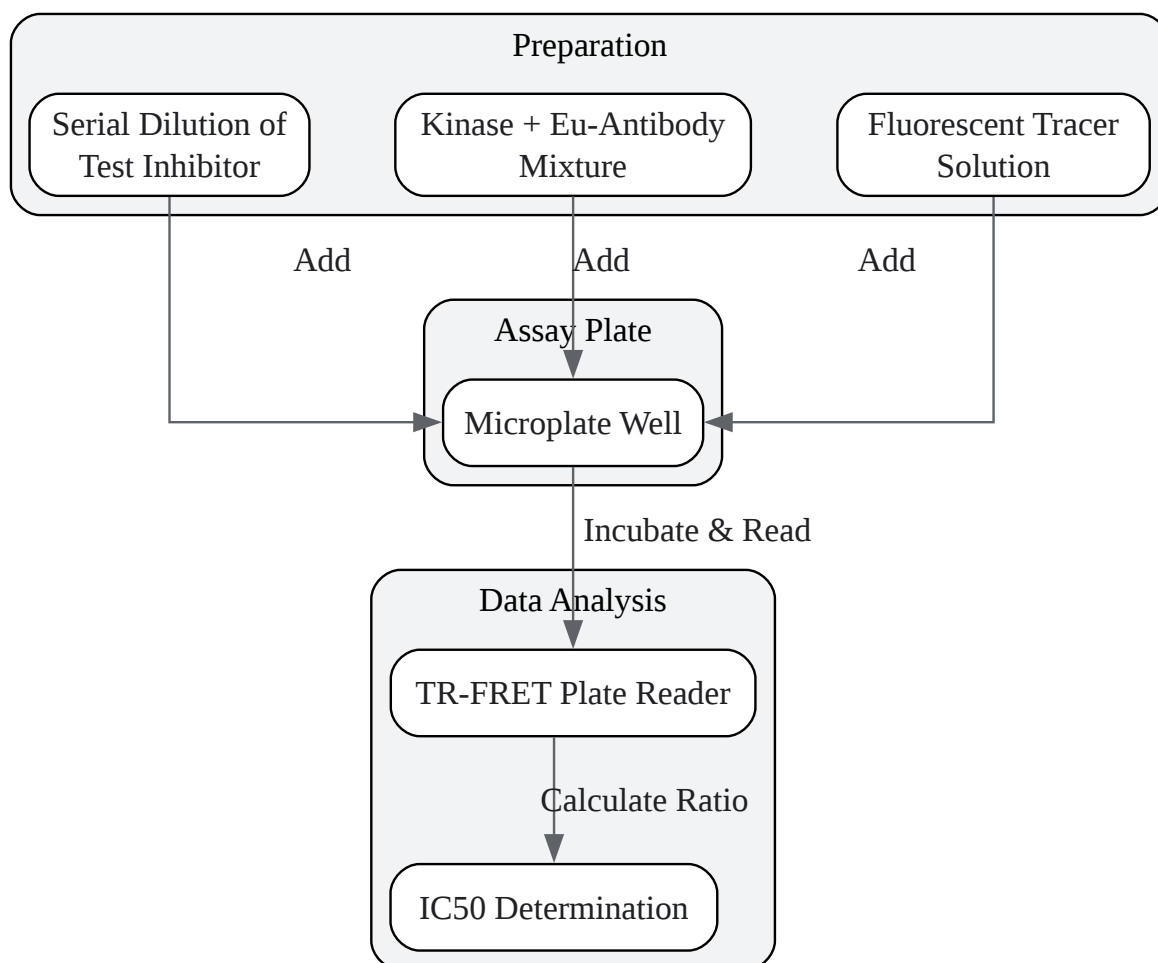 Preparation
Serial Dilution of
Test Inhibitor
Kinase + Eu-Antibody
Mixture
Fluorescent Tracer
Solution
Add
Add
Add
Assay Plate
Microplate Well
Incubate & Read
Data Analysis
TR-FRET Plate Reader
Calculate Ratio
IC50 Determination